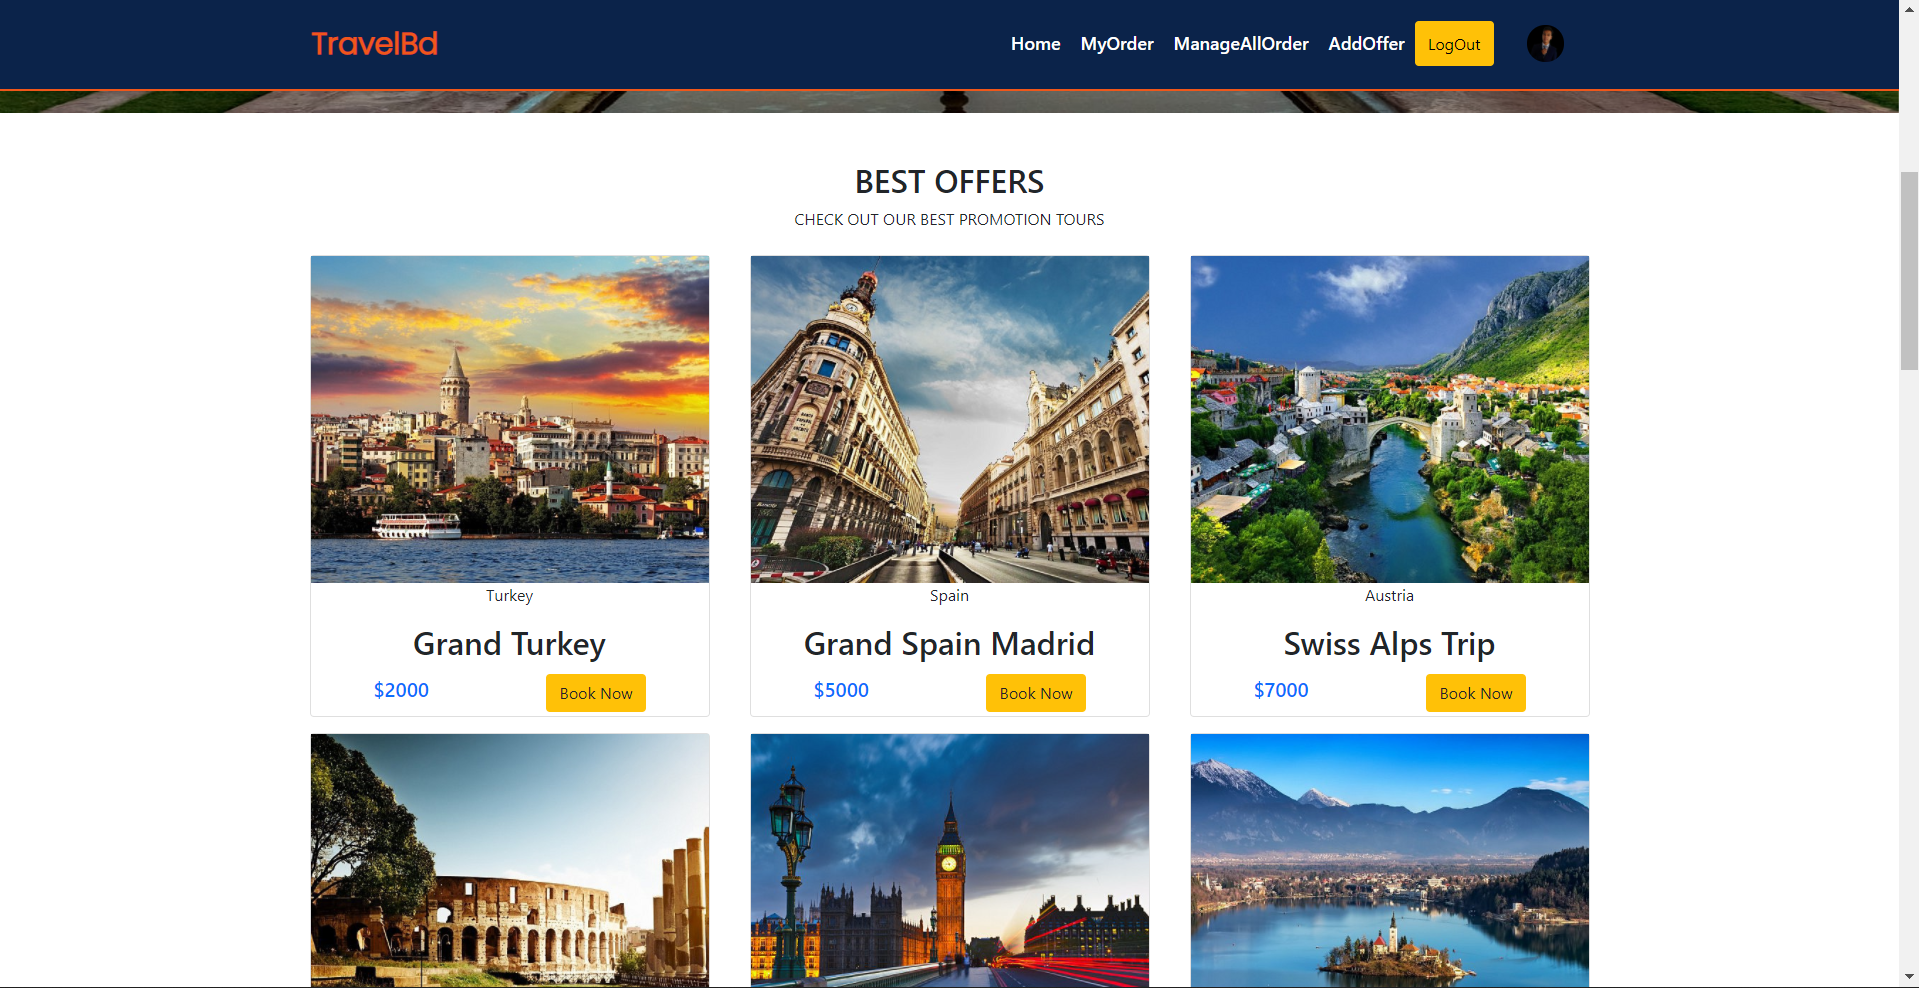 TravelBd
Home MyOrder ManageAllOrder AddOffer LogOut
BEST OFFERS
CHECK OUT OUR BEST PROMOTION TOURS
Turkey
Grand Turkey
$2000 Book Now
Spain
Grand Spain Madrid
$5000 Book Now
Austria
Swiss Alps Trip
$7000 Book Now